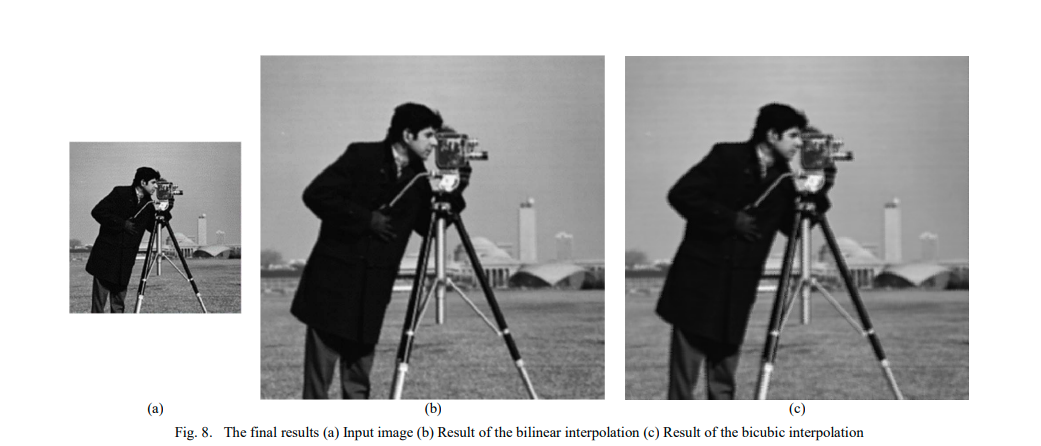 (a)
(b)
(c)
Fig. 8. The final results (a) Input image (b) Result of the bilinear interpolation (c) Result of the bicubic interpolation